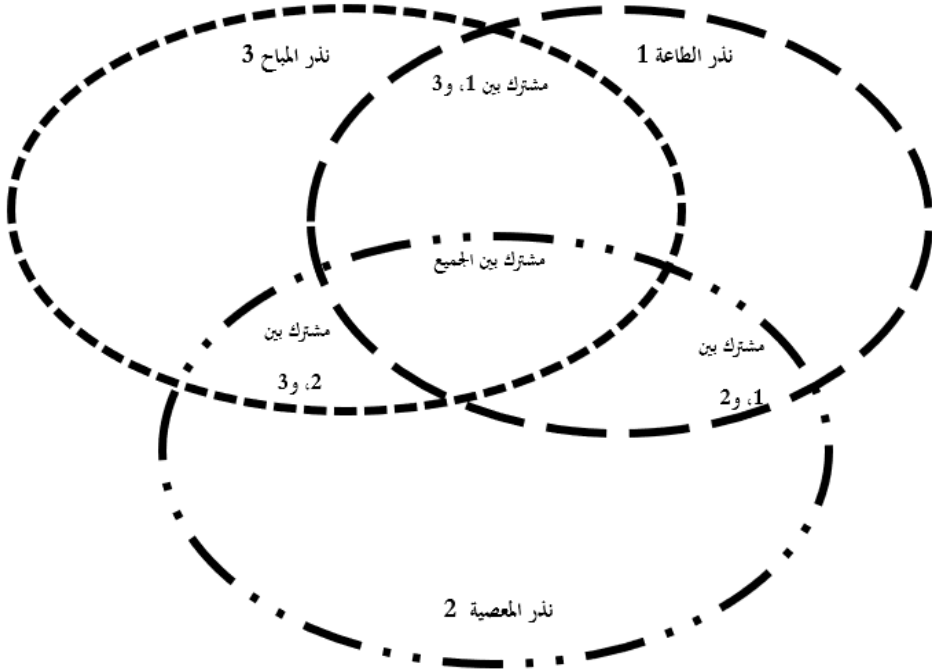 نذر الطاعة 1
نذر المباح 3
مشترك بين 1، و3
مشترك بين الجميع
مشترك بين
1، و2
مشترك بين
2، و3
نذر المعصية 2